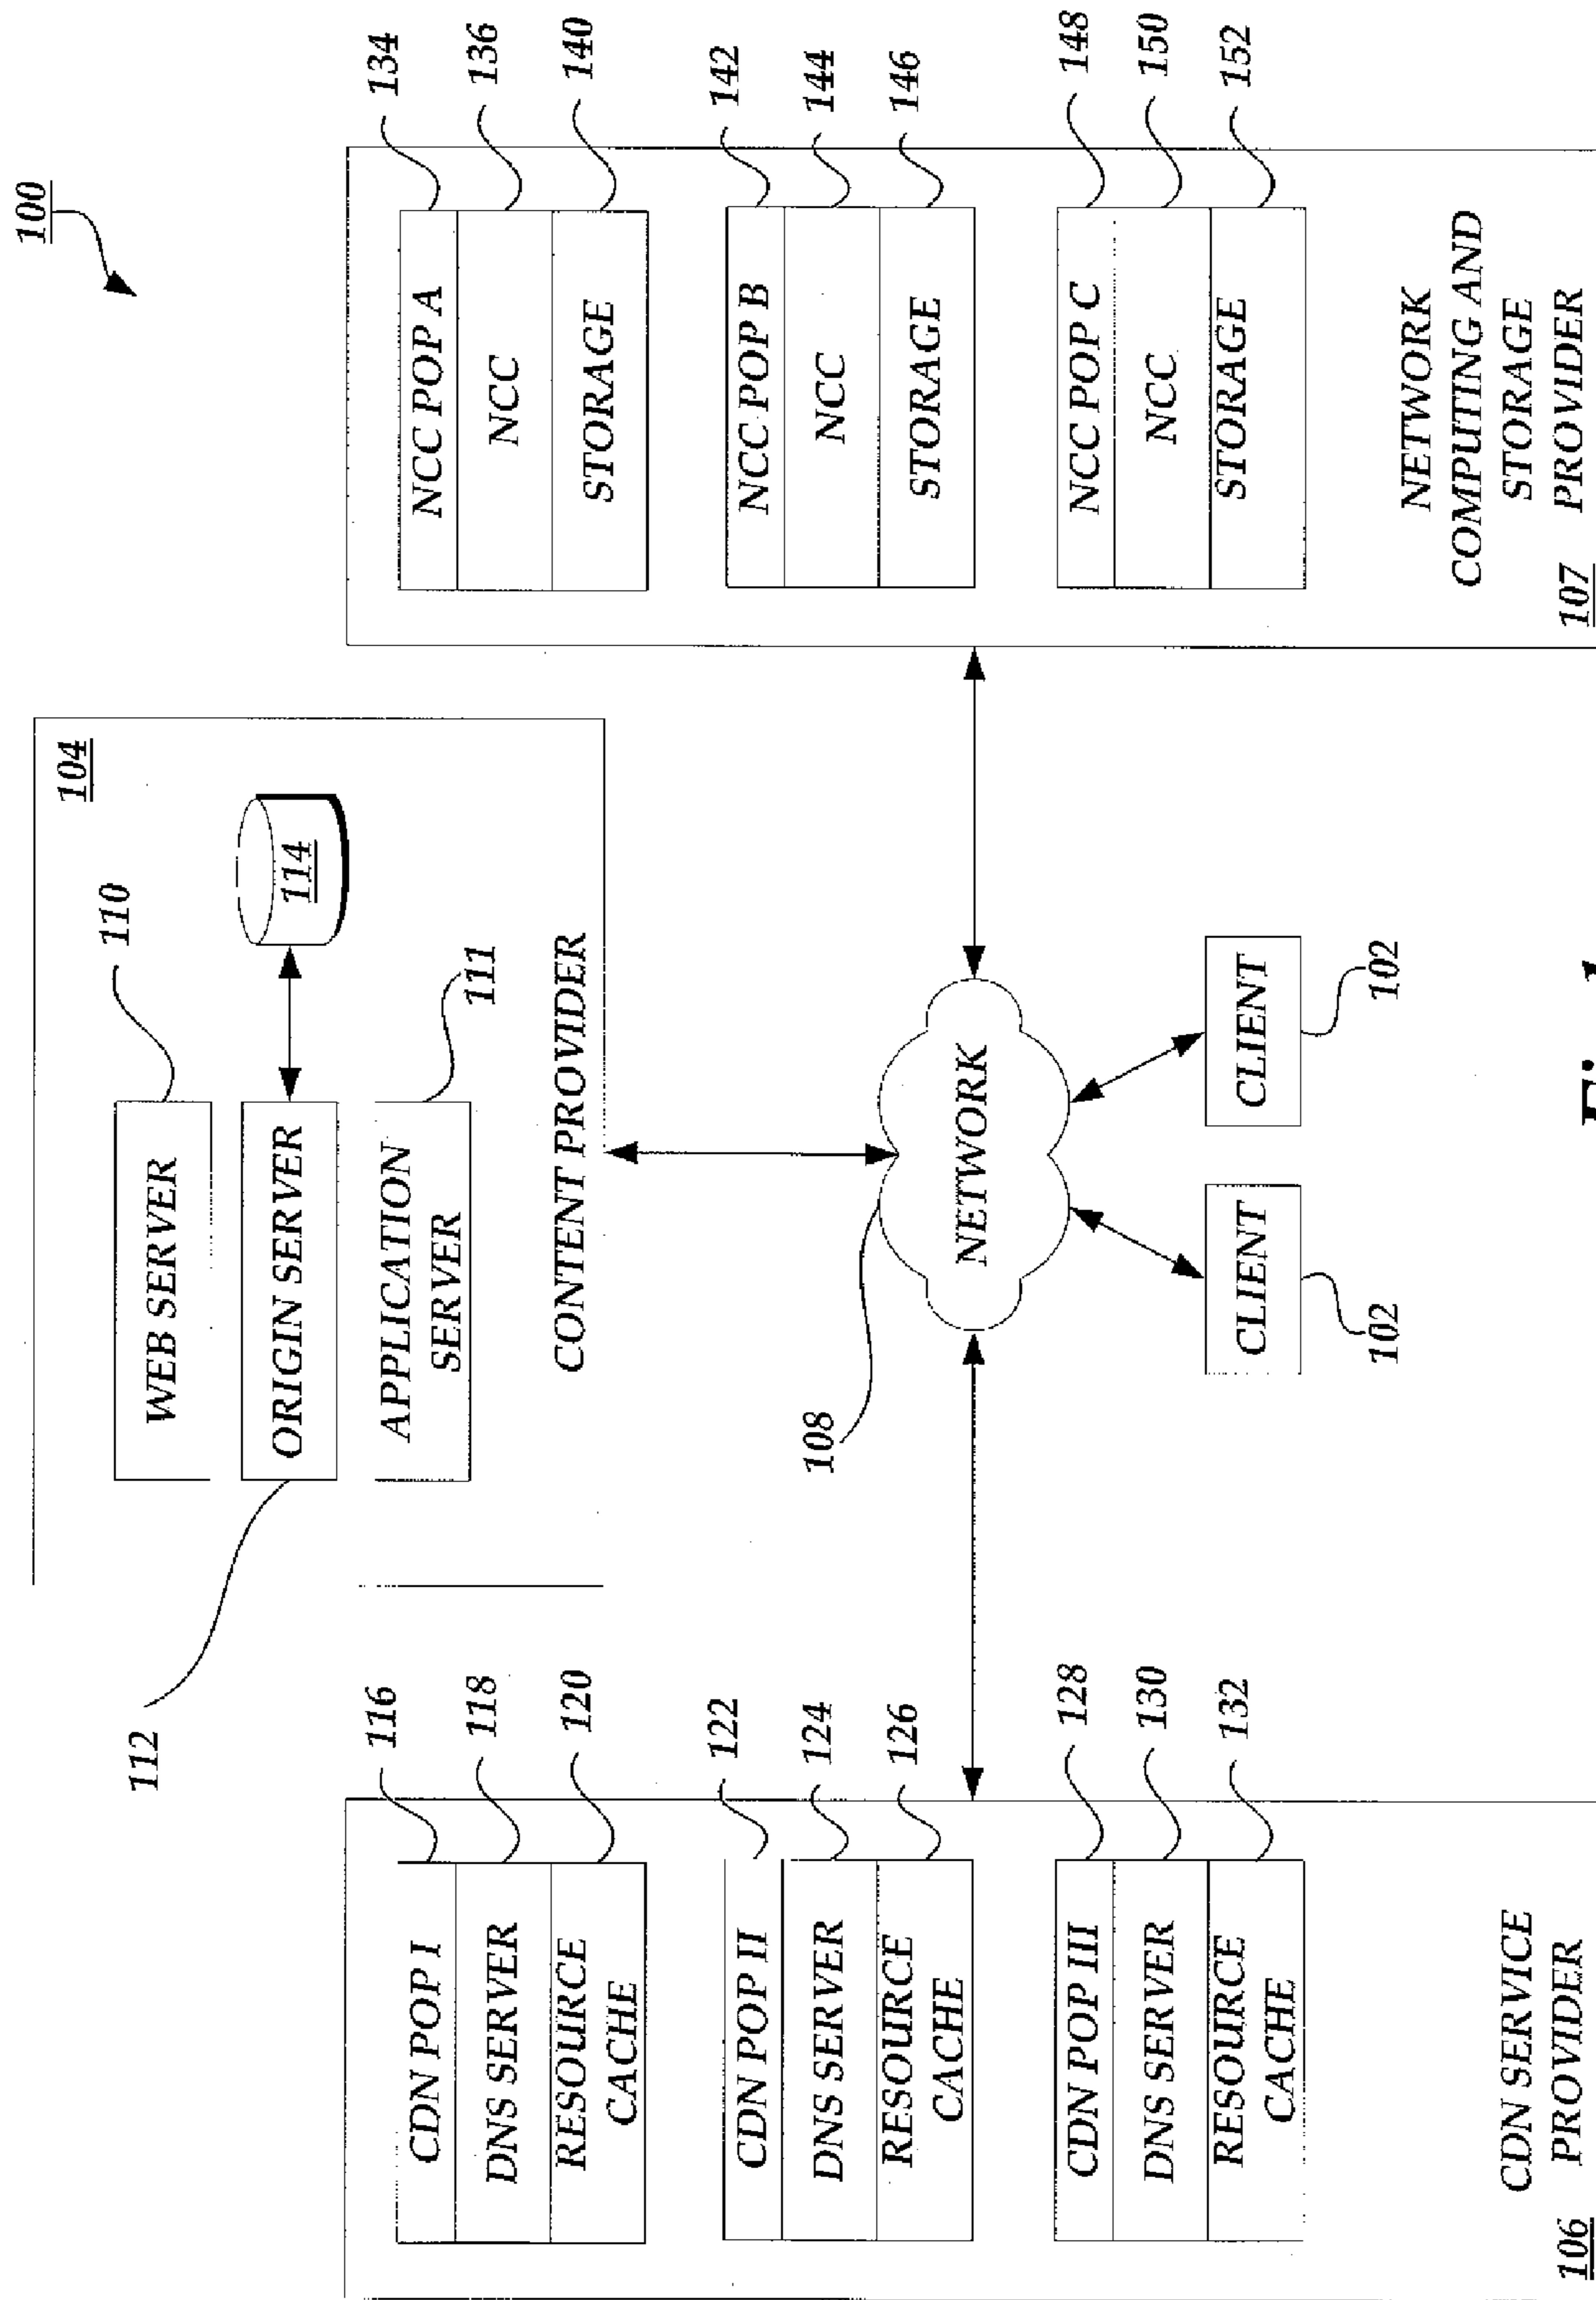 100
104
WEB SERVER
110
ORIGIN SERVER
114
112
APPLICATION
SERVER
111
CONTENT PROVIDER
CDN POP I
116
DNS SERVER
118
RESOURCE
CACHE
120
CDN POP II
122
DNS SERVER
124
RESOURCE
CACHE
126
CDN POP III
128
DNS SERVER
130
RESOURCE
CACHE
132
CDN SERVICE
PROVIDER
106
108
NETWORK
CLIENT
102
CLIENT
102
NCC POP A
134
NCC
136
STORAGE
140
NCC POP B
142
NCC
144
STORAGE
146
NCC POP C
148
NCC
150
STORAGE
152
NETWORK
COMPUTING AND
STORAGE
PROVIDER
107